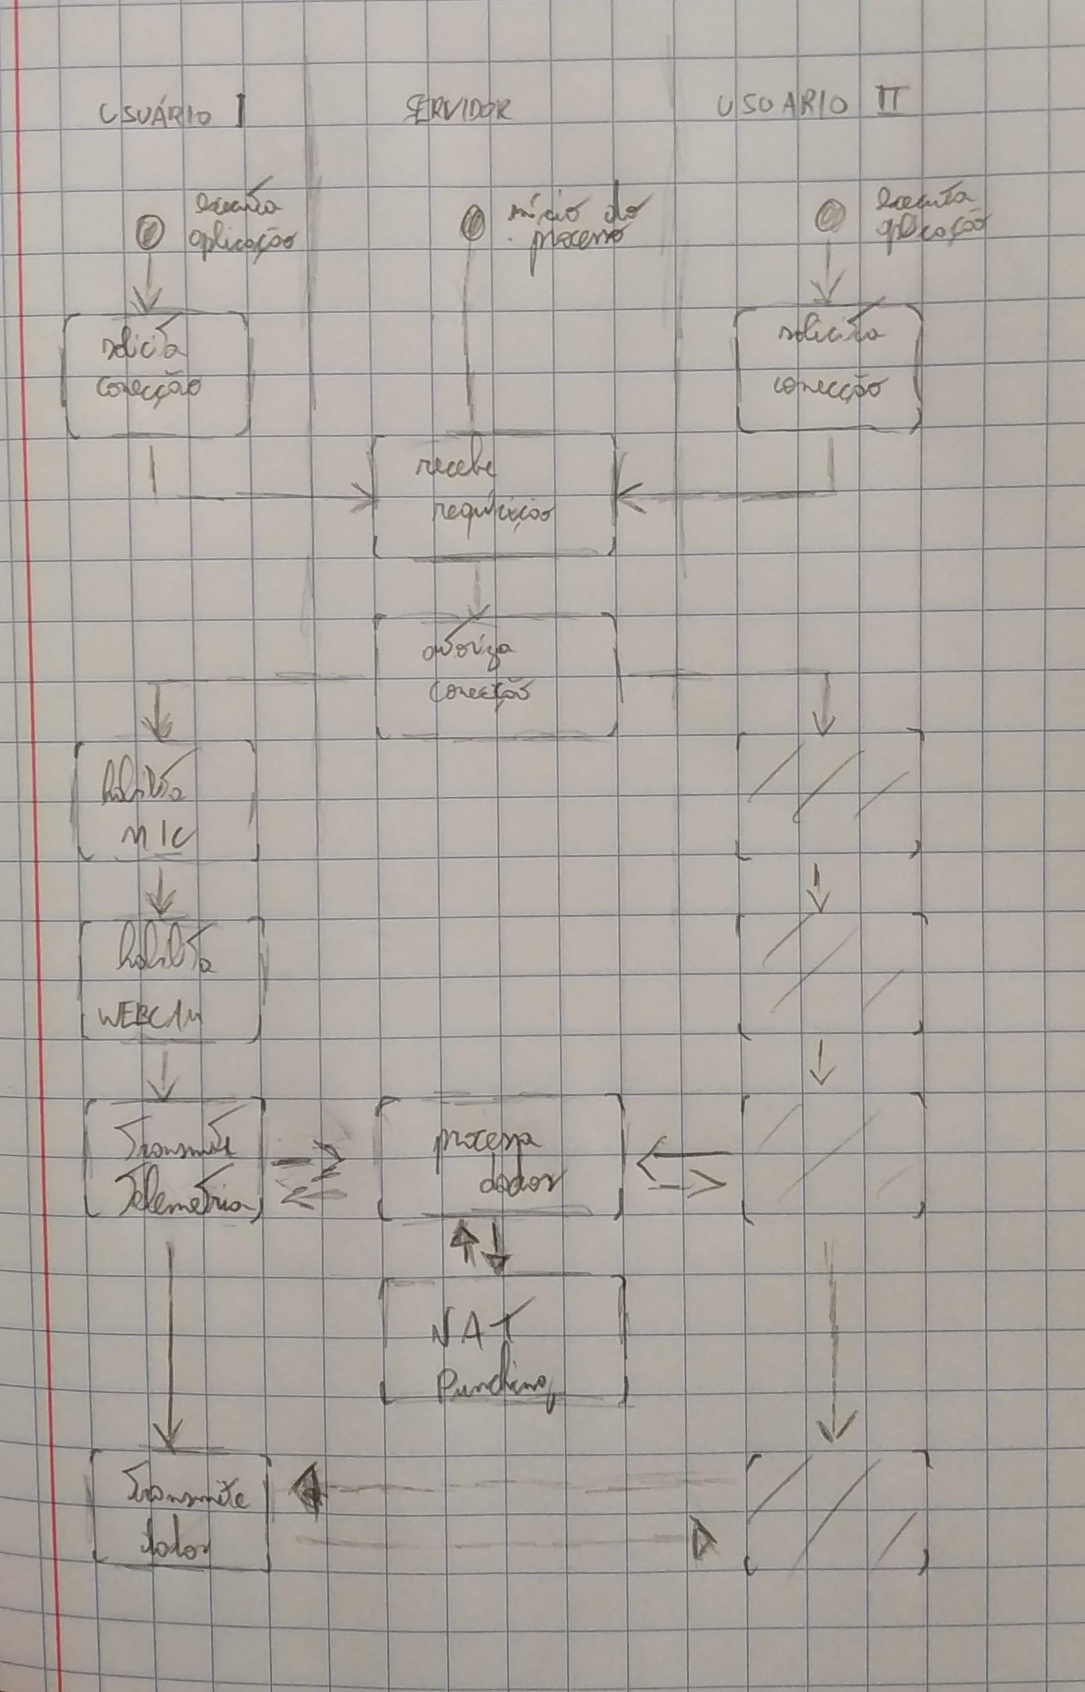 USUÁRIO I
SERVIDOR
USUARIO II
executa
aplicação
início do
processo
executa
aplicação
solicita
conecção
solicita
conecção
recebe
requisição
autoriza
conecção
habilita
MIC
habilita
WEBCAM
Transmite
Telemetria
processa
dados
NAT
Punching
Transmite
dados